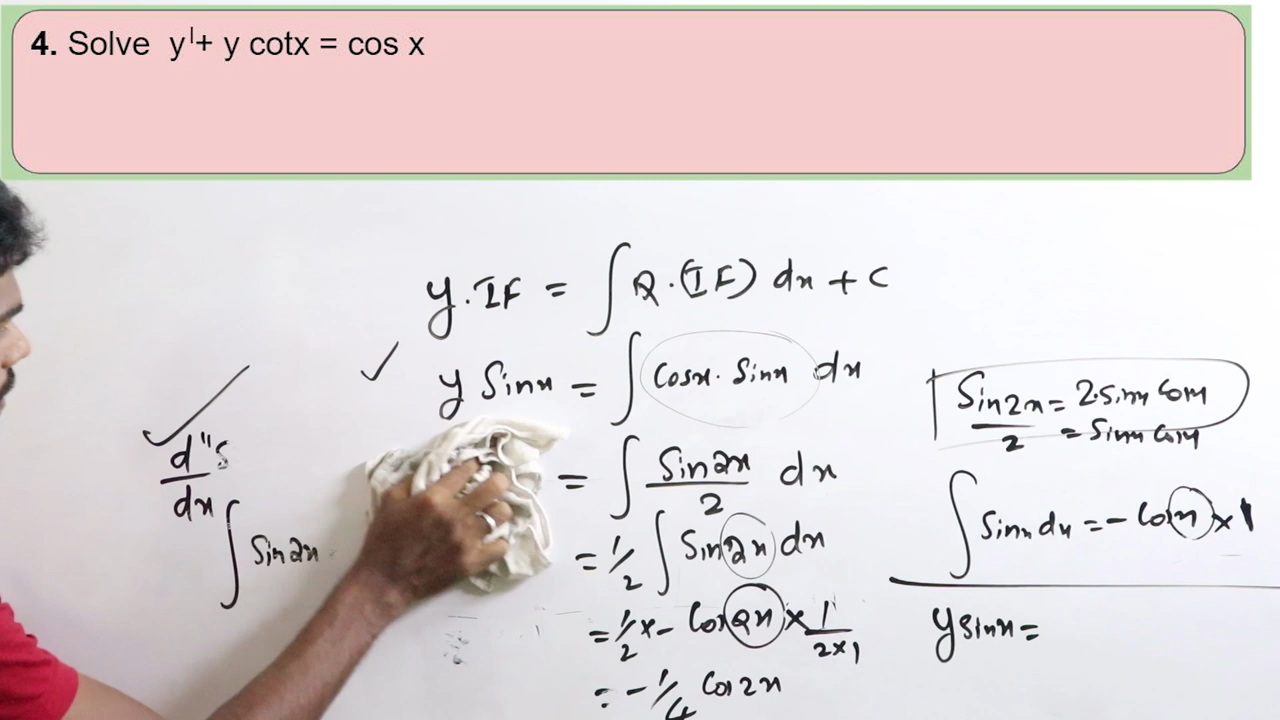 4. Solve y'+ y cotx = cos x
y.IF = ∫Q.(IF) dx + c
y Sinx = ∫Cosx. Sinx dx
= ∫Sin2x/2 dx
= 1/2 ∫Sin2x dx
= 1/2 x - Cos2x x 1/2x1
= - 1/4 Cos2x
d"s/dx
∫Sin2x
Sin2x/2 = 2.Sinx Cosx
= Sinx Cosx
∫Sinx dx = - Cosx x 1
y sinx =